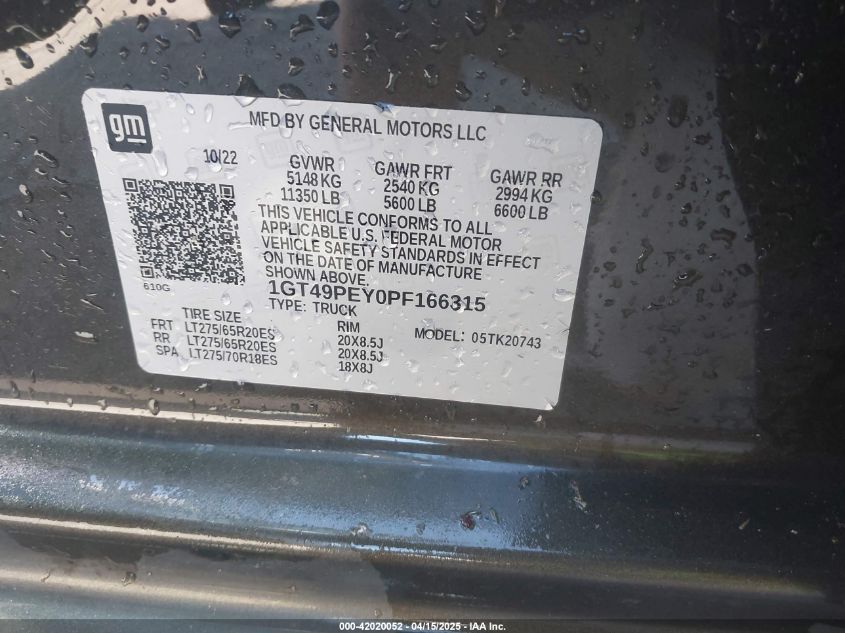 gm
MFD BY GENERAL MOTORS LLC
10/22 GVWR GAWR FRT GAWR RR
5148 KG 2540 KG 2994 KG
11350 LB 5600 LB 6600 LB
THIS VEHICLE CONFORMS TO ALL
APPLICABLE U.S. FEDERAL MOTOR
VEHICLE SAFETY STANDARDS IN EFFECT
ON THE DATE OF MANUFACTURE
SHOWN ABOVE.
610G
1GT49PEY0PF166315
TYPE: TRUCK MODEL: 05TK20743
TIRE SIZE RIM
FRT LT275/65R20ES 20X8.5J
RR LT275/65R20ES 20X8.5J
SPA LT275/70R18ES 18X8J
000-42020052 - 04/15/2025 - IAA Inc.